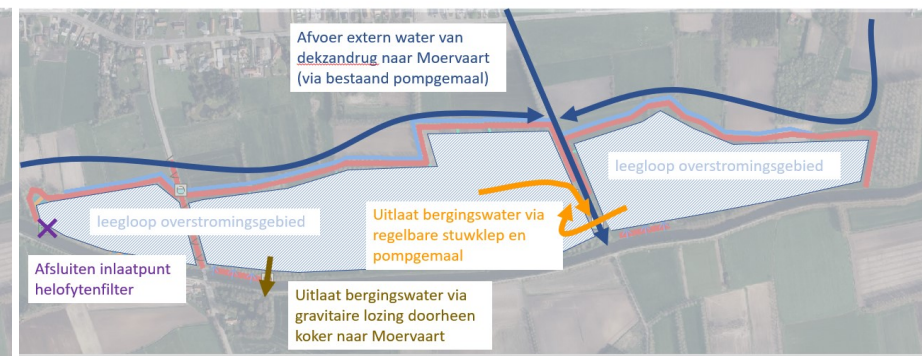 Afvoer extern water van
dekzandrug naar Moervaart
(via bestaand pompgemaal)
leegloop overstromingsgebied
leegloop overstromingsgebied
Uitlaat bergingswater via
regelbare stuwklep en
pompgemaal
Afsluiten inlaatpunt
helofytenfilter
Uitlaat bergingswater via
gravitaire lozing doorheen
koker naar Moervaart